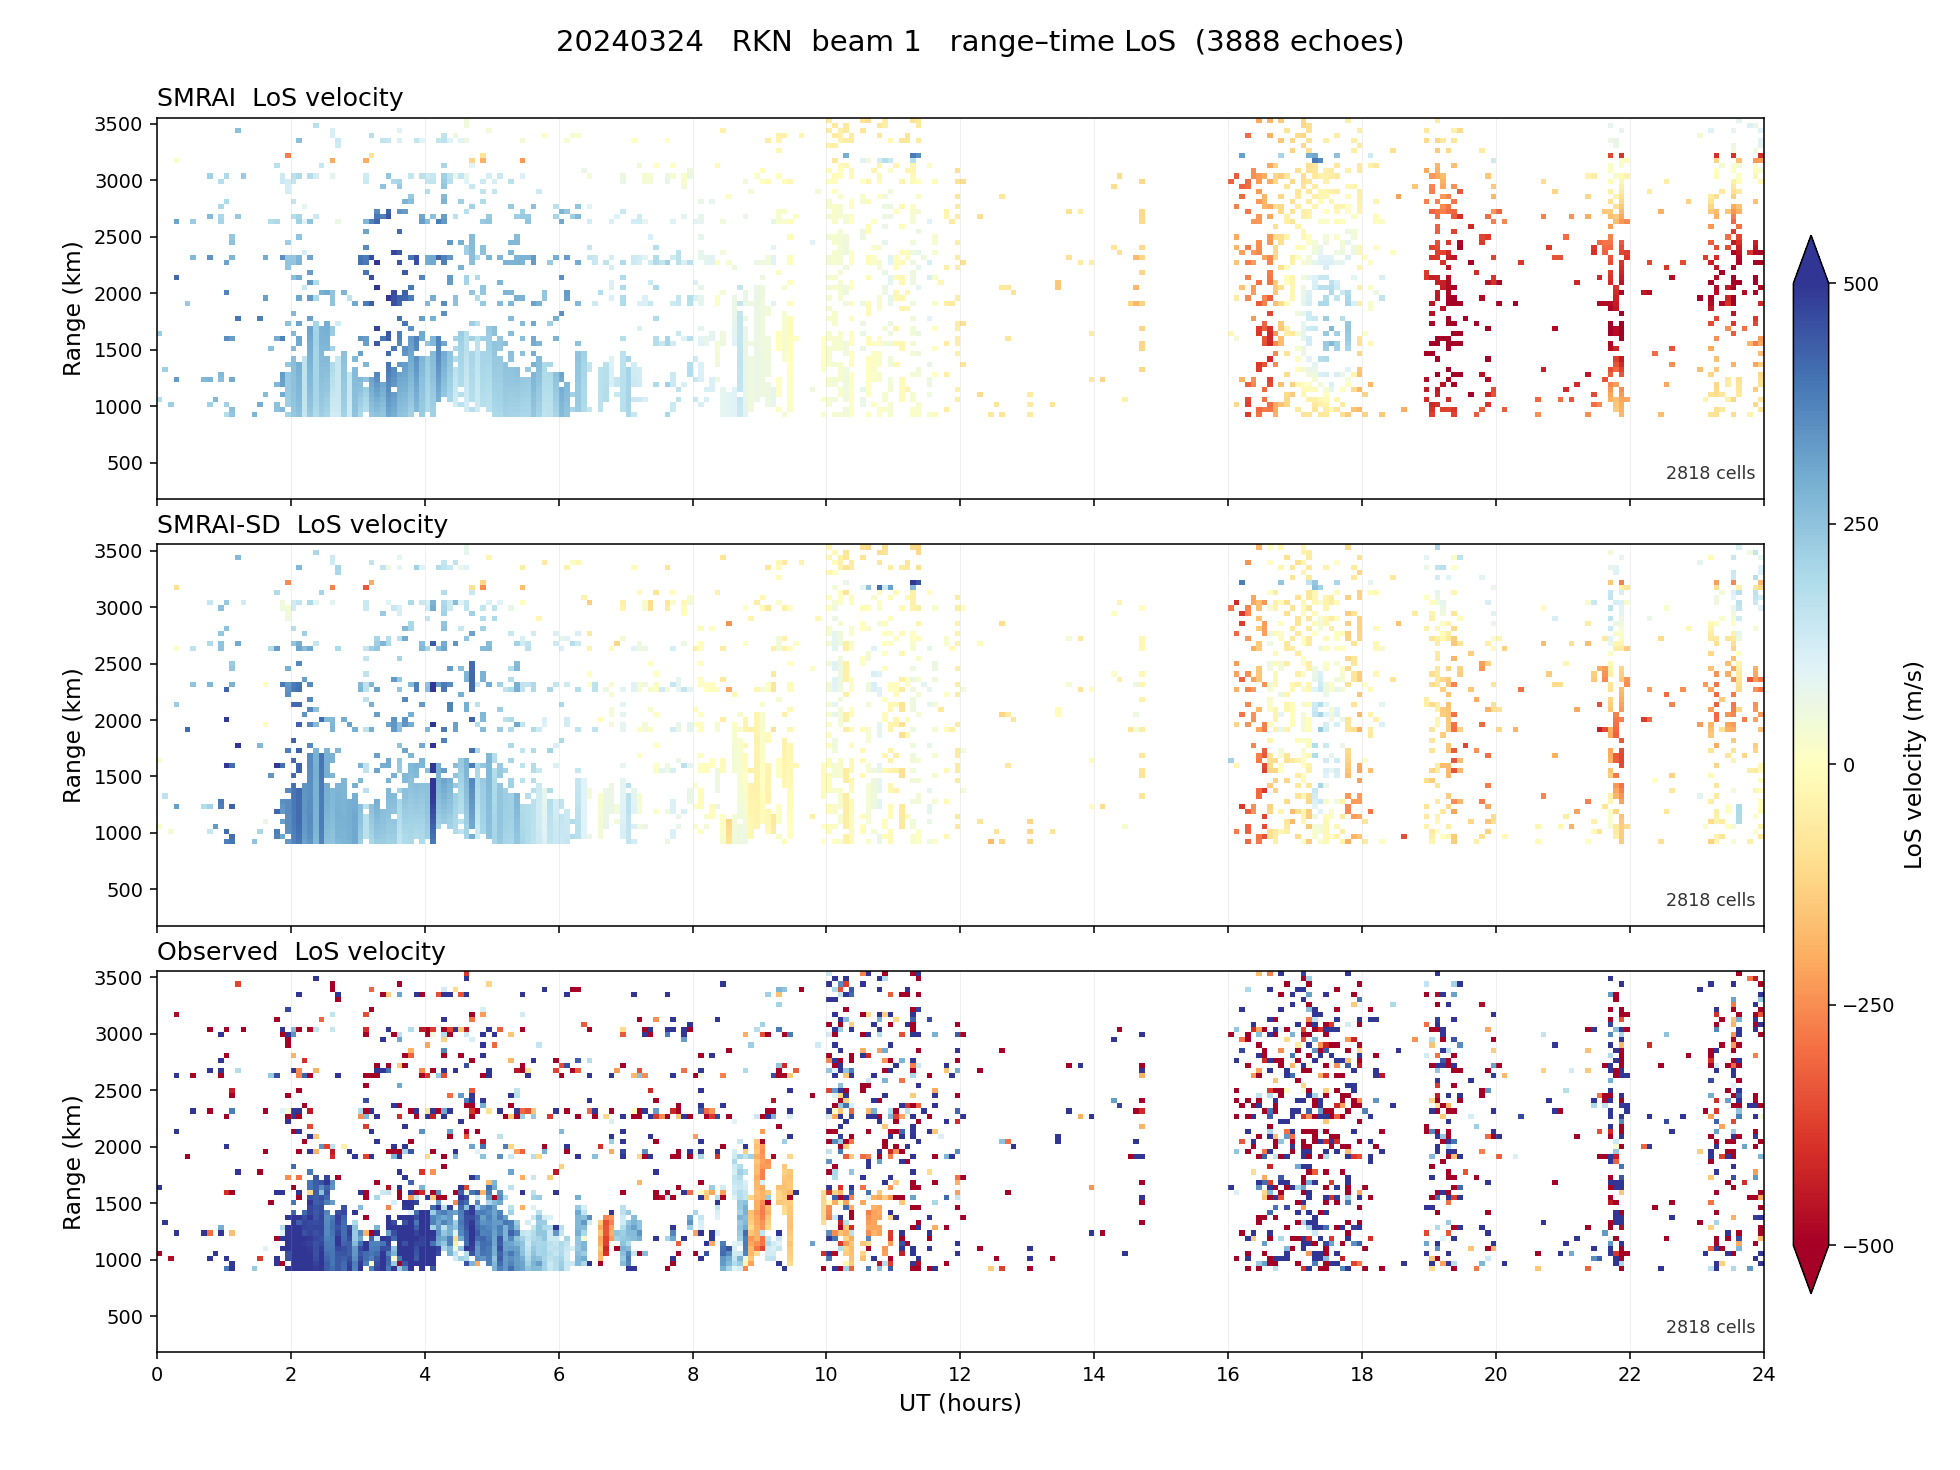 20240324 RKN beam 1 range–time LoS (3888 echoes)
SMRAI LoS velocity
3500
3000
2500
2000
1500
1000
500
Range (km)
2818 cells
SMRAI-SD LoS velocity
3500
3000
2500
2000
1500
1000
500
Range (km)
2818 cells
Observed LoS velocity
3500
3000
2500
2000
1500
1000
500
Range (km)
2818 cells
0 2 4 6 8 10 12 14 16 18 20 22 24
UT (hours)
500
250
0
−250
−500
LoS velocity (m/s)